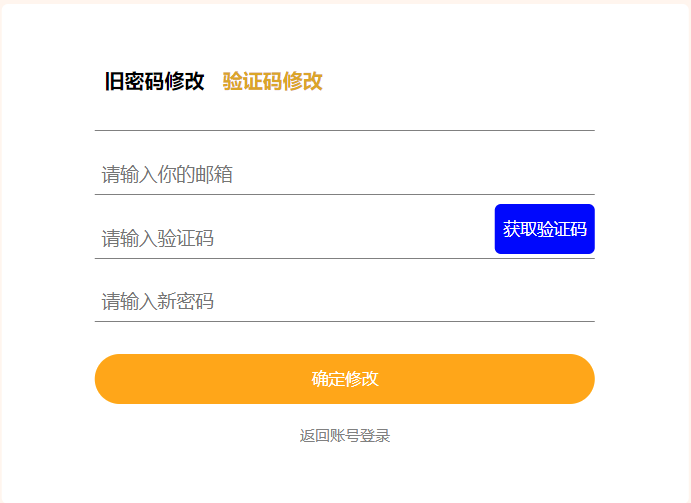 旧密码修改 验证码修改
请输入你的邮箱
请输入验证码 获取验证码
请输入新密码
确定修改
返回账号登录